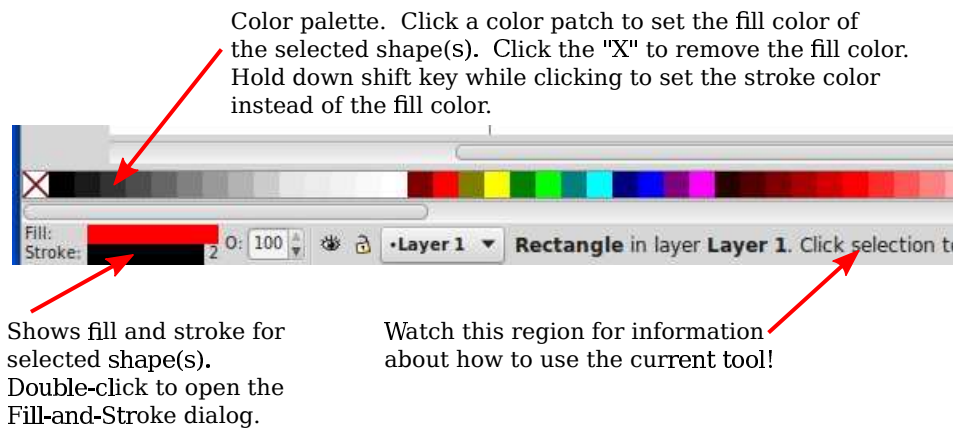 Color palette.  Click a color patch to set the fill color of
the selected shape(s).  Click the "X" to remove the fill color.
Hold down shift key while clicking to set the stroke color
instead of the fill color.
Fill:
Stroke:
2
O: 100
•Layer 1
Rectangle in layer Layer 1. Click selection to
Shows fill and stroke for
selected shape(s).
Double-click to open the
Fill-and-Stroke dialog.
Watch this region for information
about how to use the current tool!